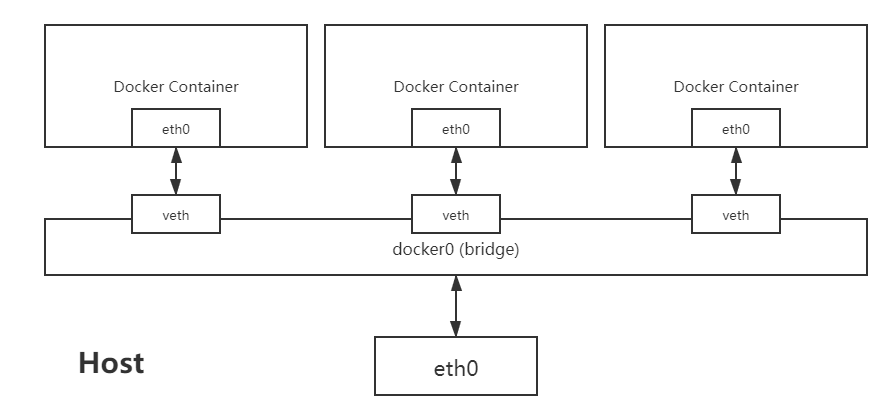 Docker Container
Docker Container
Docker Container
eth0
eth0
eth0
veth
veth
veth
docker0 (bridge)
Host
eth0